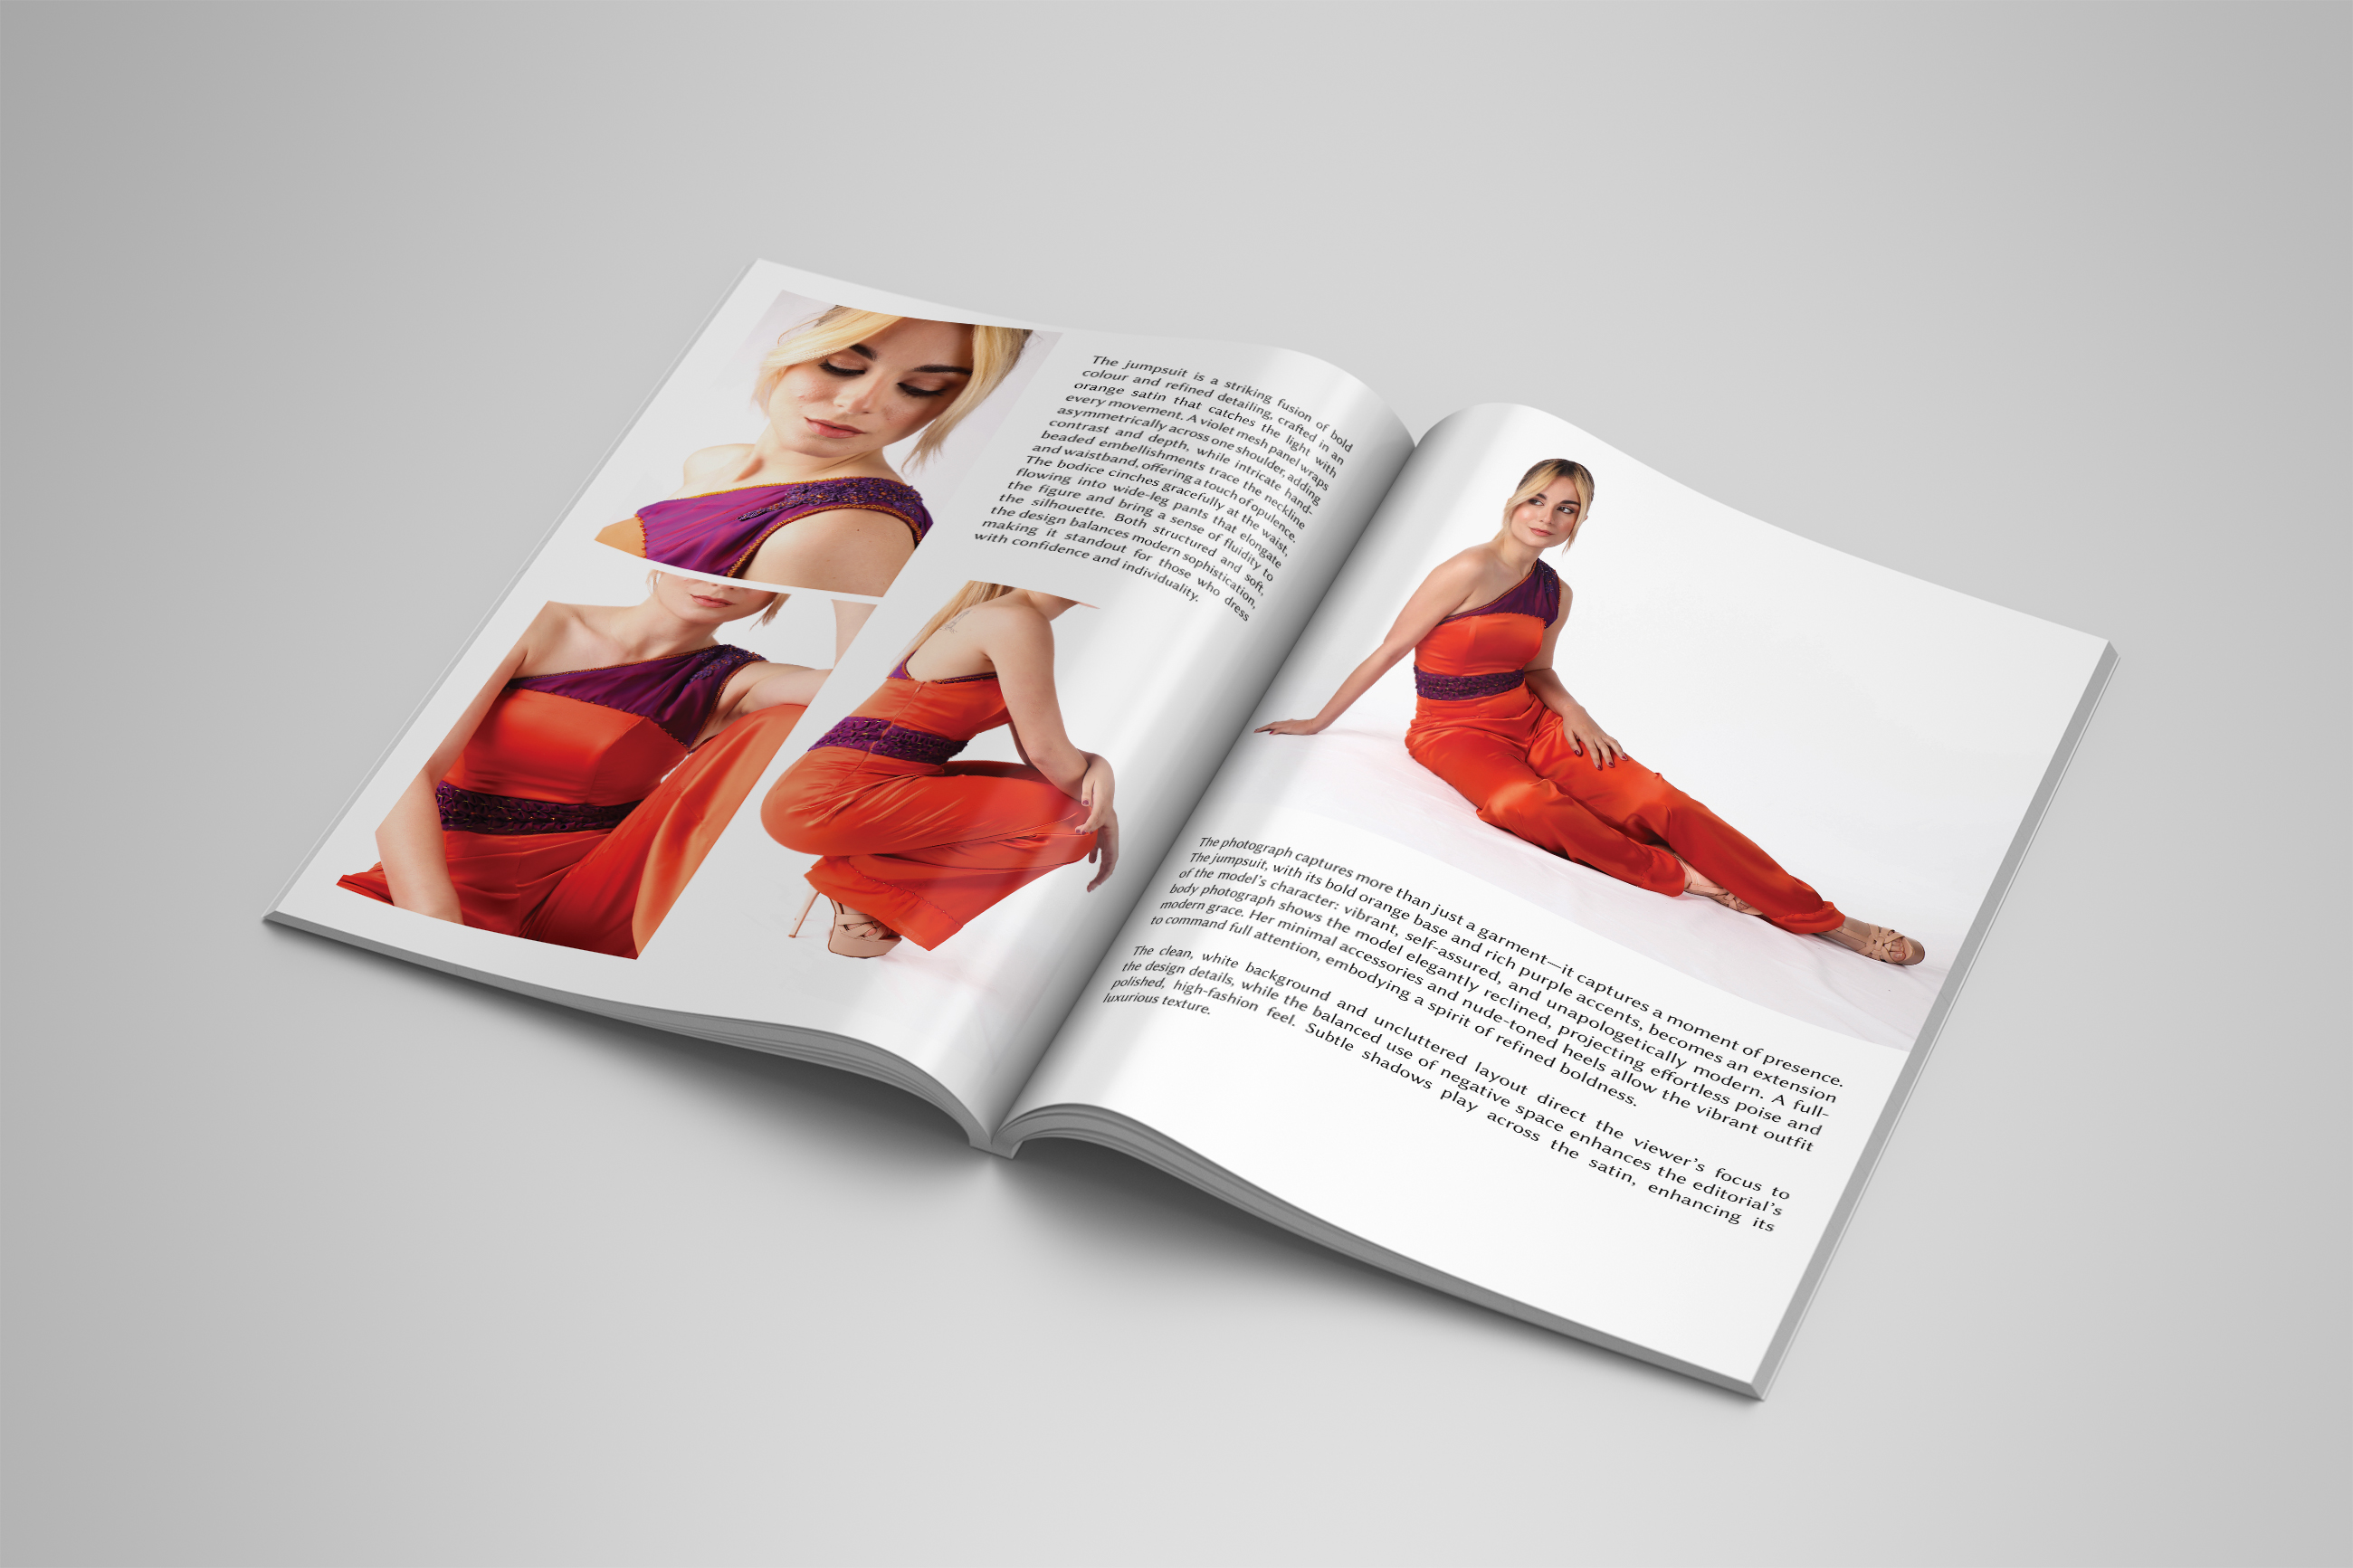 The jumpsuit is a striking fusion of bold
colour and refined detailing, crafted in an
orange satin that catches the light with
every movement. A violet mesh panel wraps
asymmetrically across one shoulder, adding
contrast and depth, while intricate hand-
beaded embellishments trace the neckline
and waistband, offering a touch of opulence.
The bodice cinches gracefully at the waist,
flowing into wide-leg pants that elongate
the figure and bring a sense of fluidity to
the silhouette. Both structured and soft,
the design balances modern sophistication,
making it standout for those who dress
with confidence and individuality.
The photograph captures more than just a garment—it captures a moment of presence.
The jumpsuit, with its bold orange base and rich purple accents, becomes an extension
of the model's character: vibrant, self-assured, and unapologetically modern. A full-
body photograph shows the model elegantly reclined, projecting effortless poise and
modern grace. Her minimal accessories and nude-toned heels allow the vibrant outfit
to command full attention, embodying a spirit of refined boldness.
The clean, white background and uncluttered layout direct the viewer's focus to
the design details, while the balanced use of negative space enhances the editorial's
polished, high-fashion feel. Subtle shadows play across the satin, enhancing its
luxurious texture.